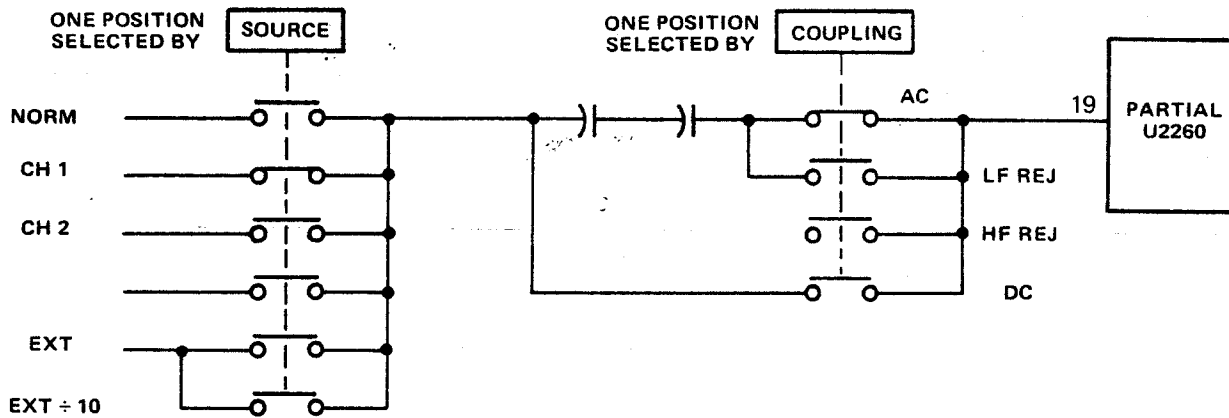 ONE POSITION
SELECTED BY
SOURCE
ONE POSITION
SELECTED BY
COUPLING
NORM
AC
19
PARTIAL
U2260
CH 1
LF REJ
CH 2
HF REJ
DC
EXT
EXT ÷ 10